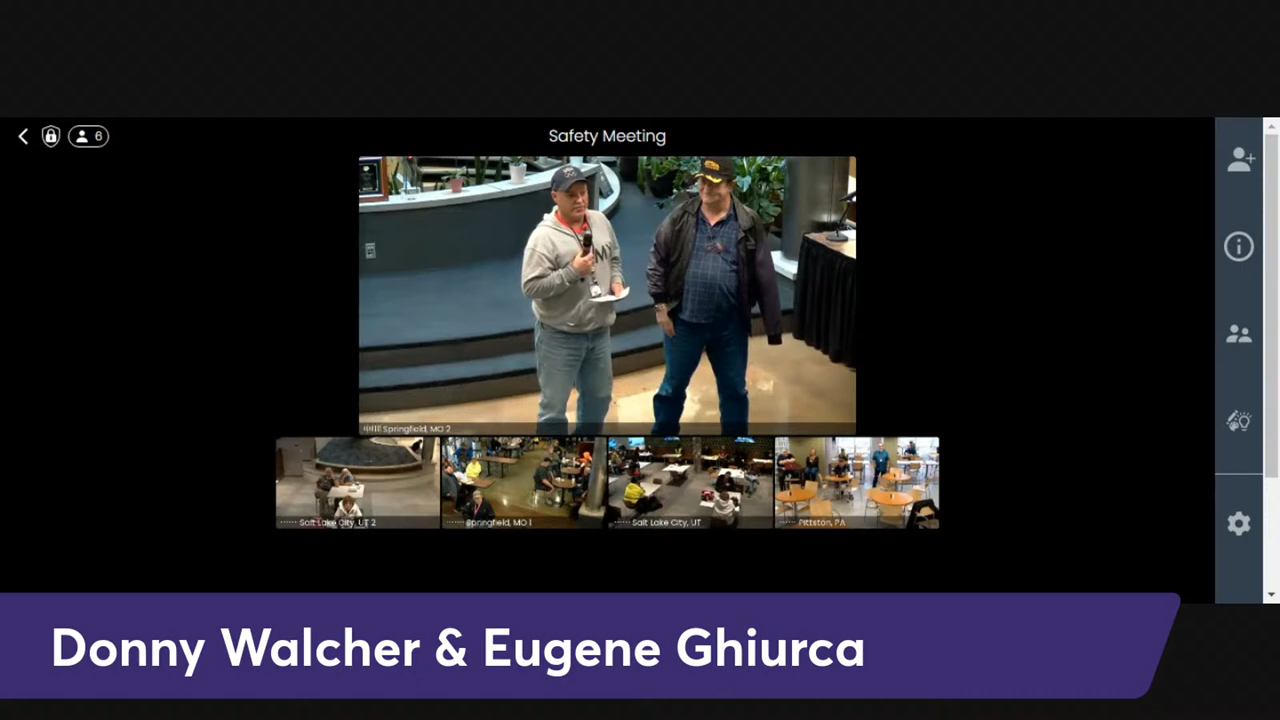 6
Safety Meeting
Springfield, MO 2
Salt Lake City, UT 2
Springfield, MO 1
Salt Lake City, UT
Pittston, PA
Donny Walcher & Eugene Ghiurca